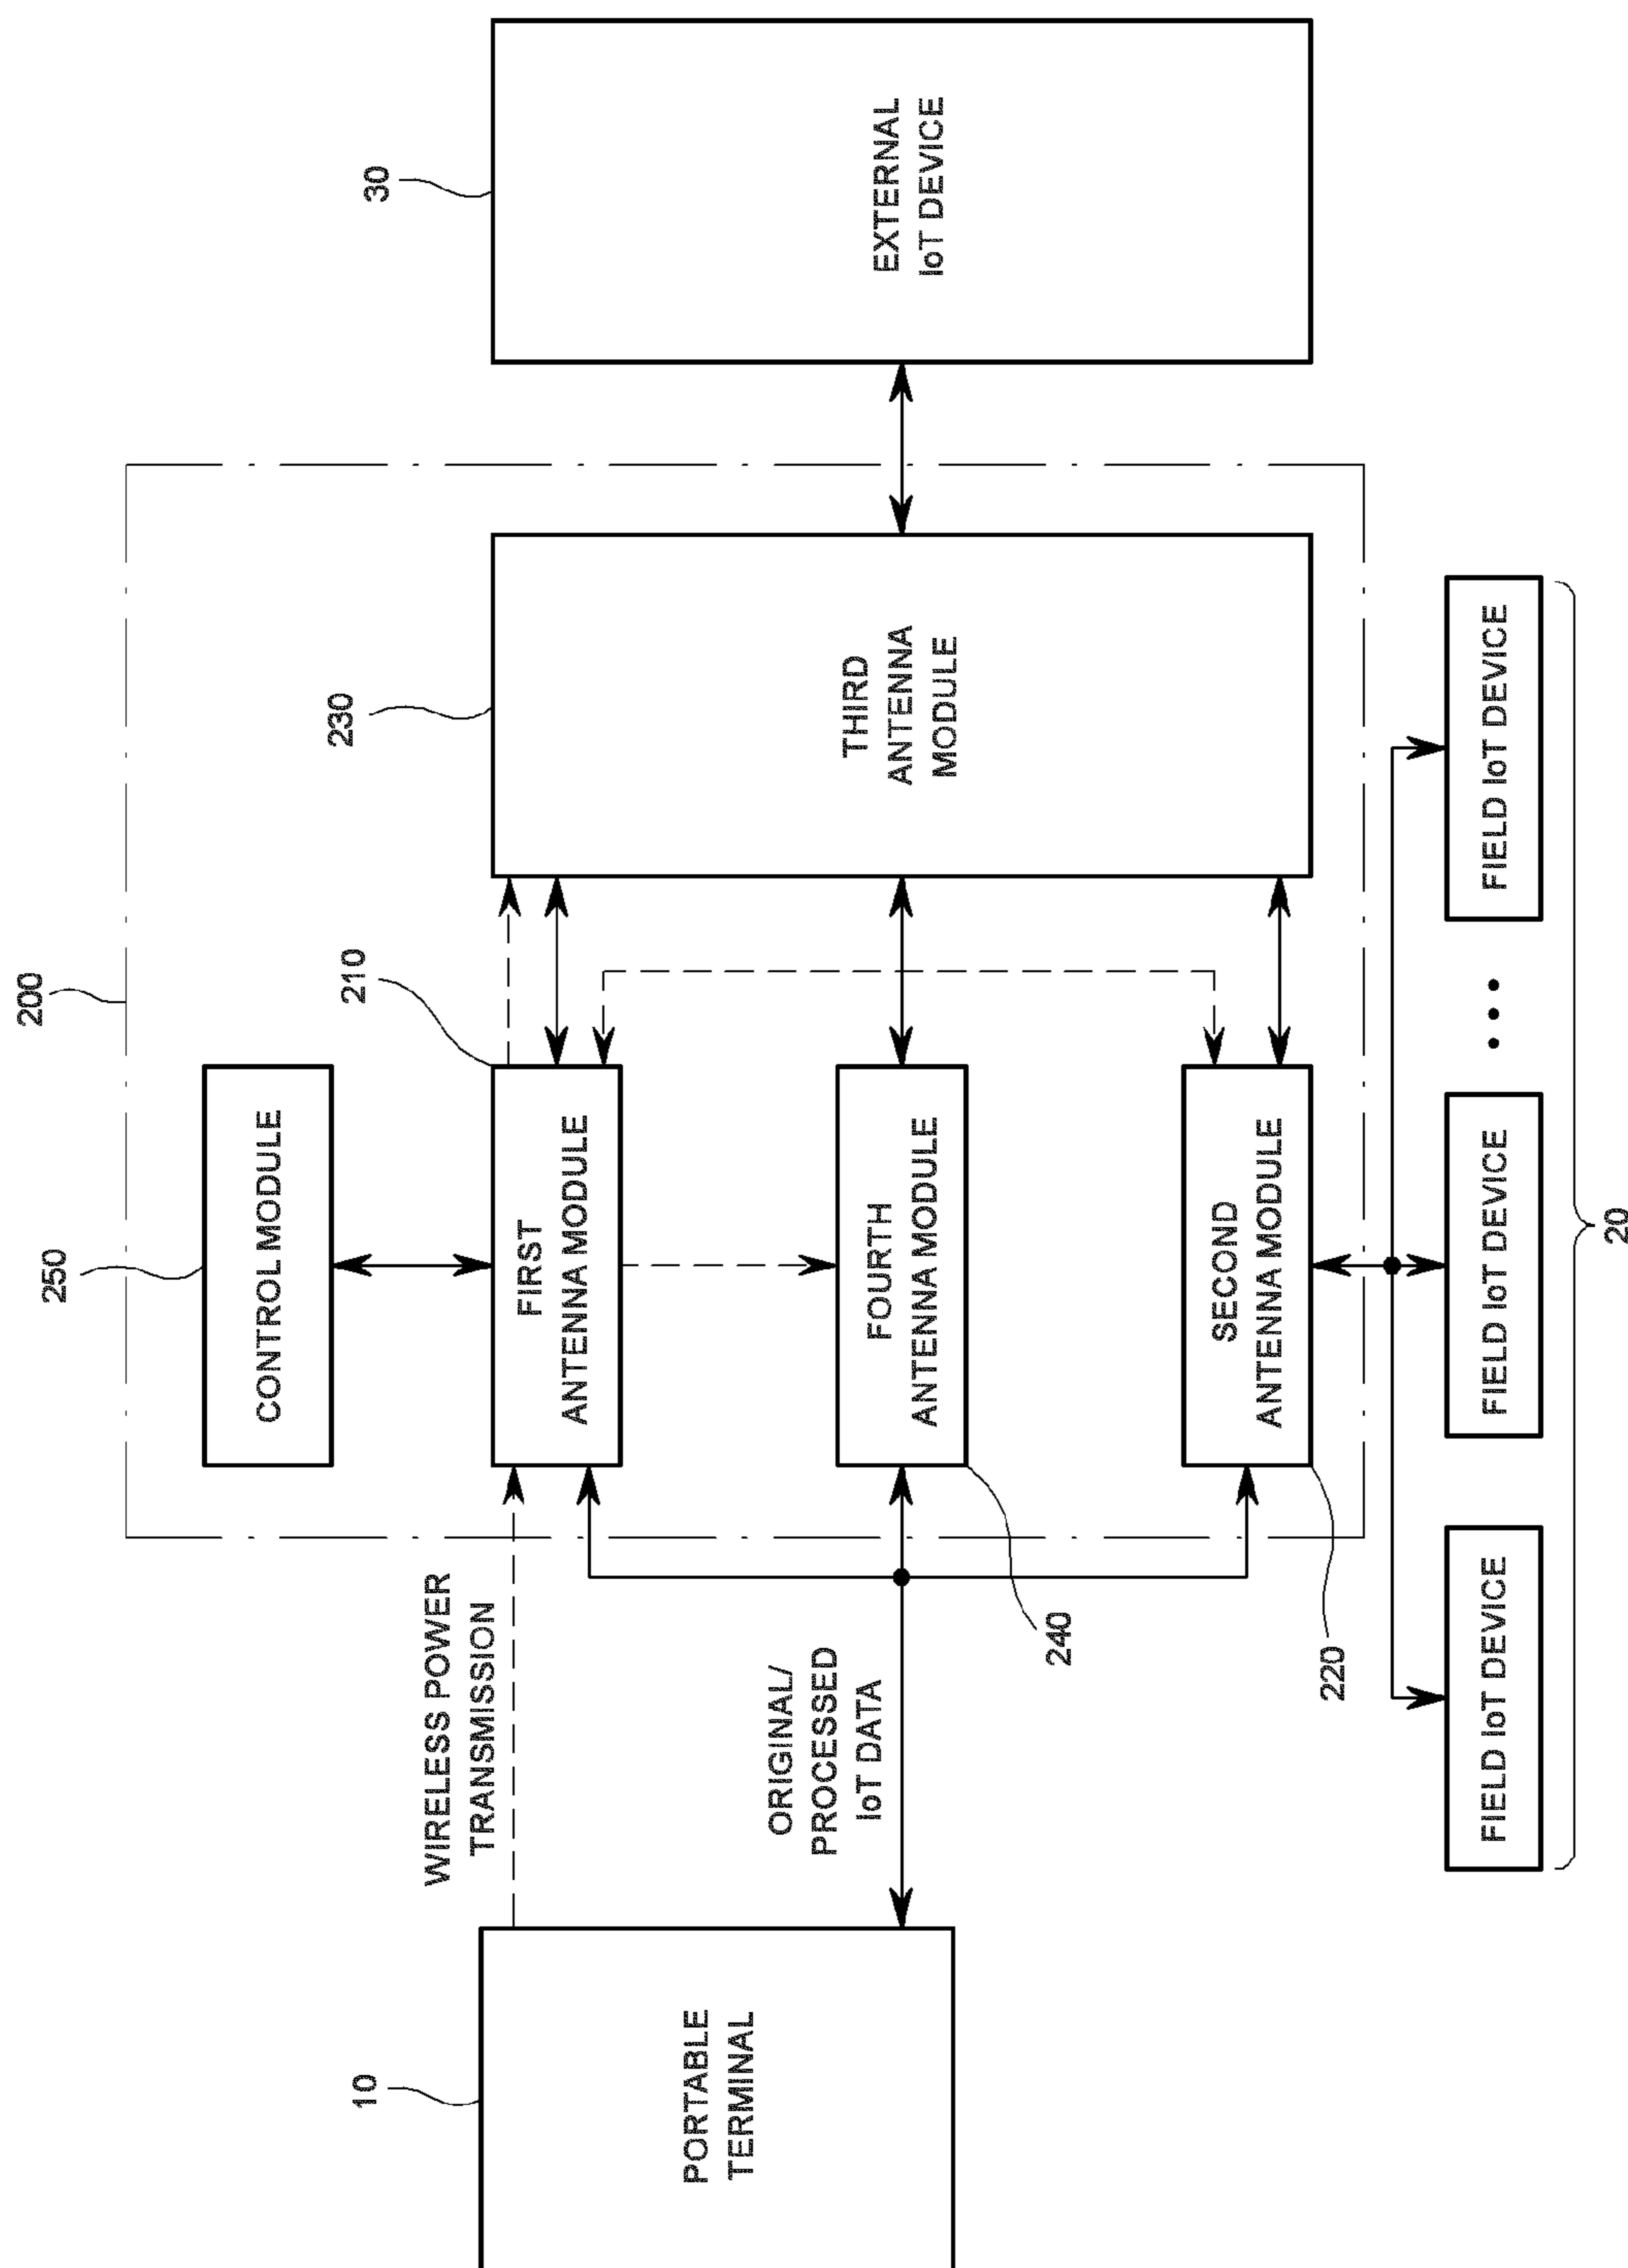 200
250
CONTROL MODULE
10
PORTABLE
TERMINAL
WIRELESS POWER
TRANSMISSION
210
FIRST
ANTENNA MODULE
230
THIRD
ANTENNA
MODULE
30
EXTERNAL
IoT DEVICE
ORIGINAL/
PROCESSED
IoT DATA
FOURTH
ANTENNA MODULE
240
SECOND
ANTENNA MODULE
220
FIELD IoT DEVICE
FIELD IoT DEVICE
• • •
FIELD IoT DEVICE
20